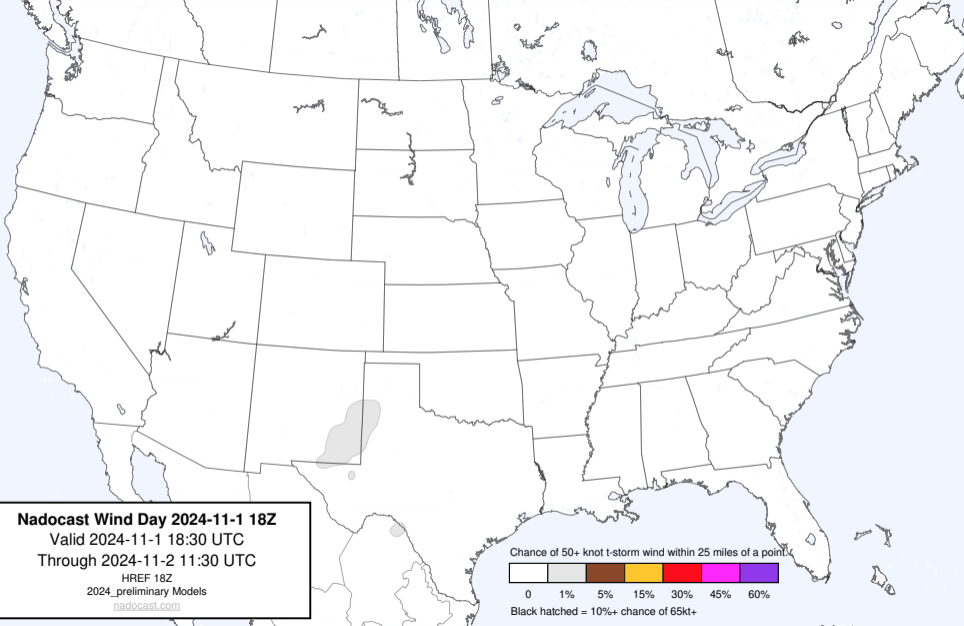 Nadocast Wind Day 2024-11-1 18Z
Valid 2024-11-1 18:30 UTC
Through 2024-11-2 11:30 UTC
HREF 18Z
2024_preliminary Models
nadocast.com
Chance of 50+ knot t-storm wind within 25 miles of a point.
0 1% 5% 15% 30% 45% 60%
Black hatched = 10%+ chance of 65kt+